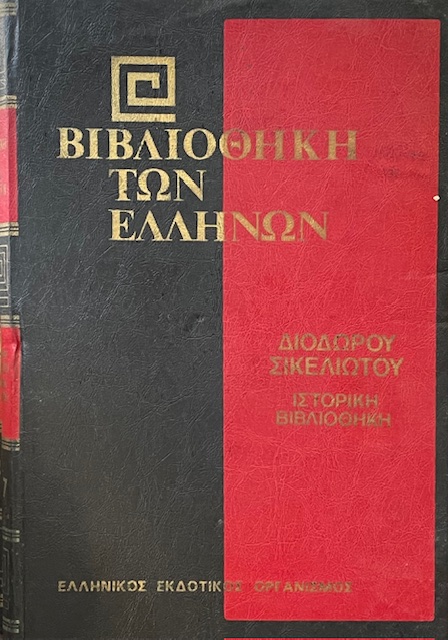 ΒΙΒΛΙΟΘΗΚΗ
ΤΩΝ
ΕΛΛΗΝΩΝ
ΔΙΟΔΩΡΟΥ
ΣΙΚΕΛΙΩΤΟΥ
ΙΣΤΟΡΙΚΗ
ΒΙΒΛΙΟΘΗΚΗ
ΕΛΛΗΝΙΚΟΣ ΕΚΔΟΤΙΚΟΣ ΟΡΓΑΝΙΣΜΟΣ